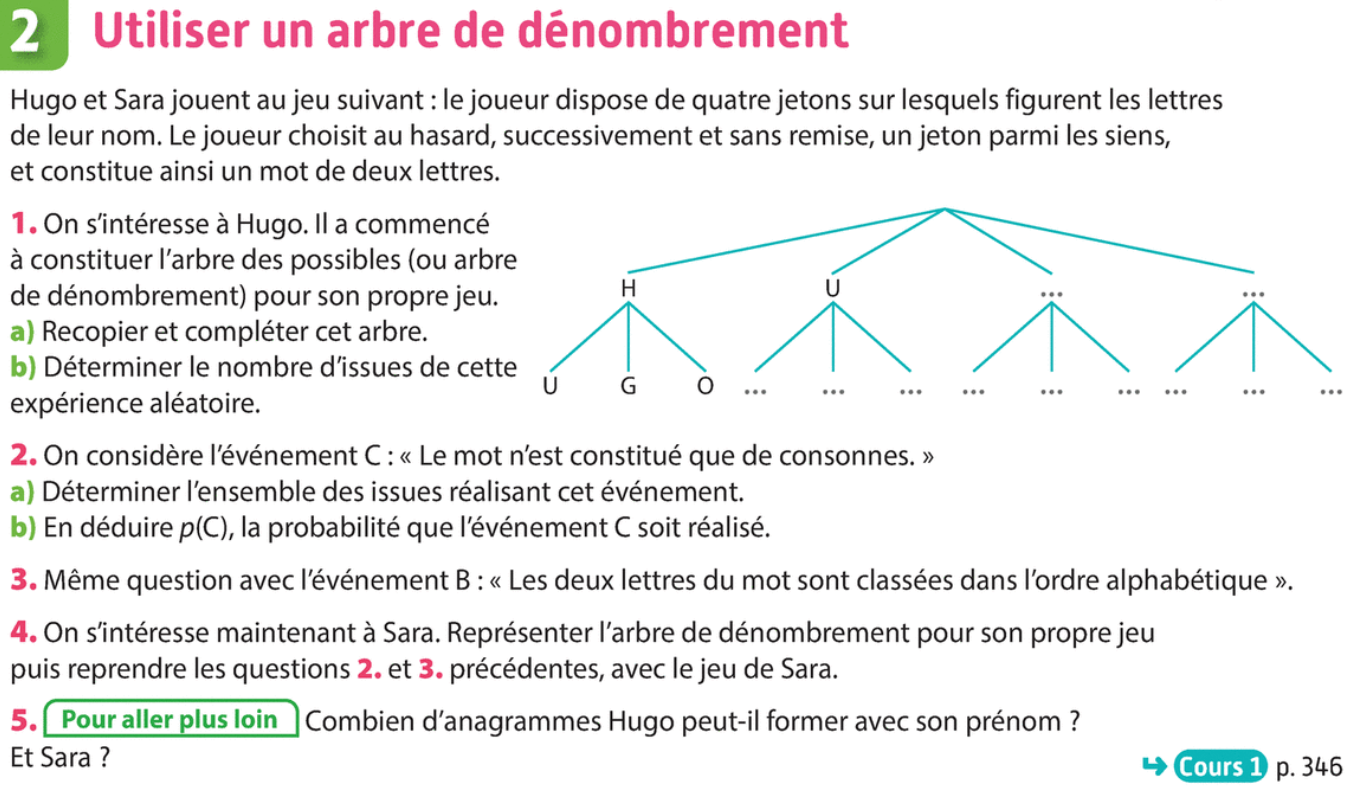 2 Utiliser un arbre de dénombrement
Hugo et Sara jouent au jeu suivant : le joueur dispose de quatre jetons sur lesquels figurent les lettres
de leur nom. Le joueur choisit au hasard, successivement et sans remise, un jeton parmi les siens,
et constitue ainsi un mot de deux lettres.
1. On s’intéresse à Hugo. Il a commencé
à constituer l’arbre des possibles (ou arbre
de dénombrement) pour son propre jeu.
a) Recopier et compléter cet arbre.
b) Déterminer le nombre d’issues de cette
expérience aléatoire.
H U ... ...
U G O ... ... ... ... ... ... ... ... ...
2. On considère l’événement C : « Le mot n’est constitué que de consonnes. »
a) Déterminer l’ensemble des issues réalisant cet événement.
b) En déduire p(C), la probabilité que l’événement C soit réalisé.
3. Même question avec l’événement B : « Les deux lettres du mot sont classées dans l’ordre alphabétique ».
4. On s’intéresse maintenant à Sara. Représenter l’arbre de dénombrement pour son propre jeu
puis reprendre les questions 2. et 3. précédentes, avec le jeu de Sara.
5. Pour aller plus loin Combien d’anagrammes Hugo peut-il former avec son prénom ?
Et Sara ?
Cours 1 p. 346